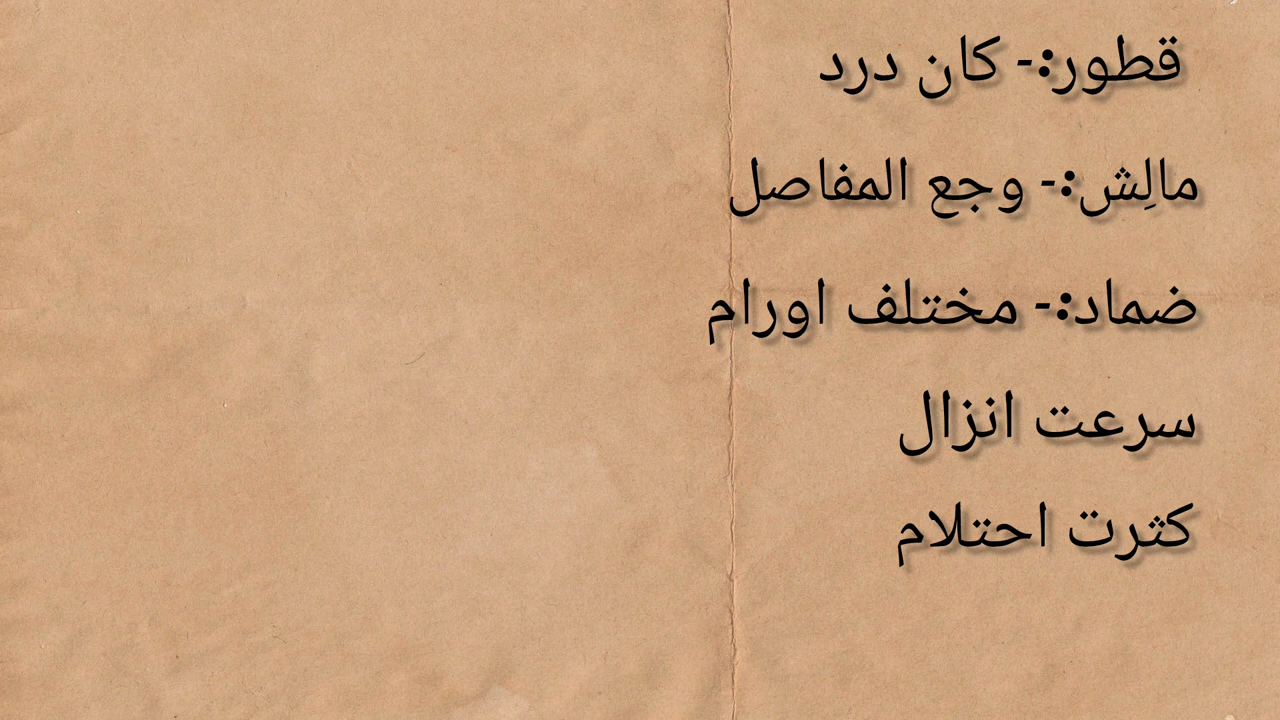 قطور:- کان درد
مالِش:- وجع المفاصل
ضماد:- مختلف اورام
سرعت انزال
کثرت احتلام